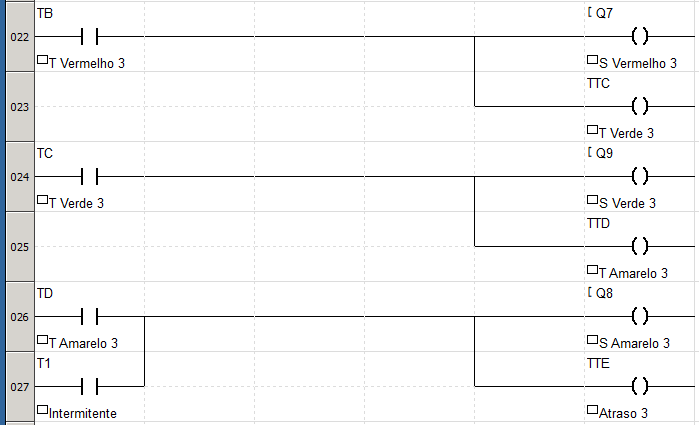 TB [ Q7
022 ( )
T Vermelho 3 S Vermelho 3
TTC
023 ( )
T Verde 3
TC [ Q9
024 ( )
T Verde 3 S Verde 3
TTD
025 ( )
T Amarelo 3
TD [ Q8
026 ( )
T Amarelo 3 S Amarelo 3
T1 TTE
027 ( )
Intermitente Atraso 3